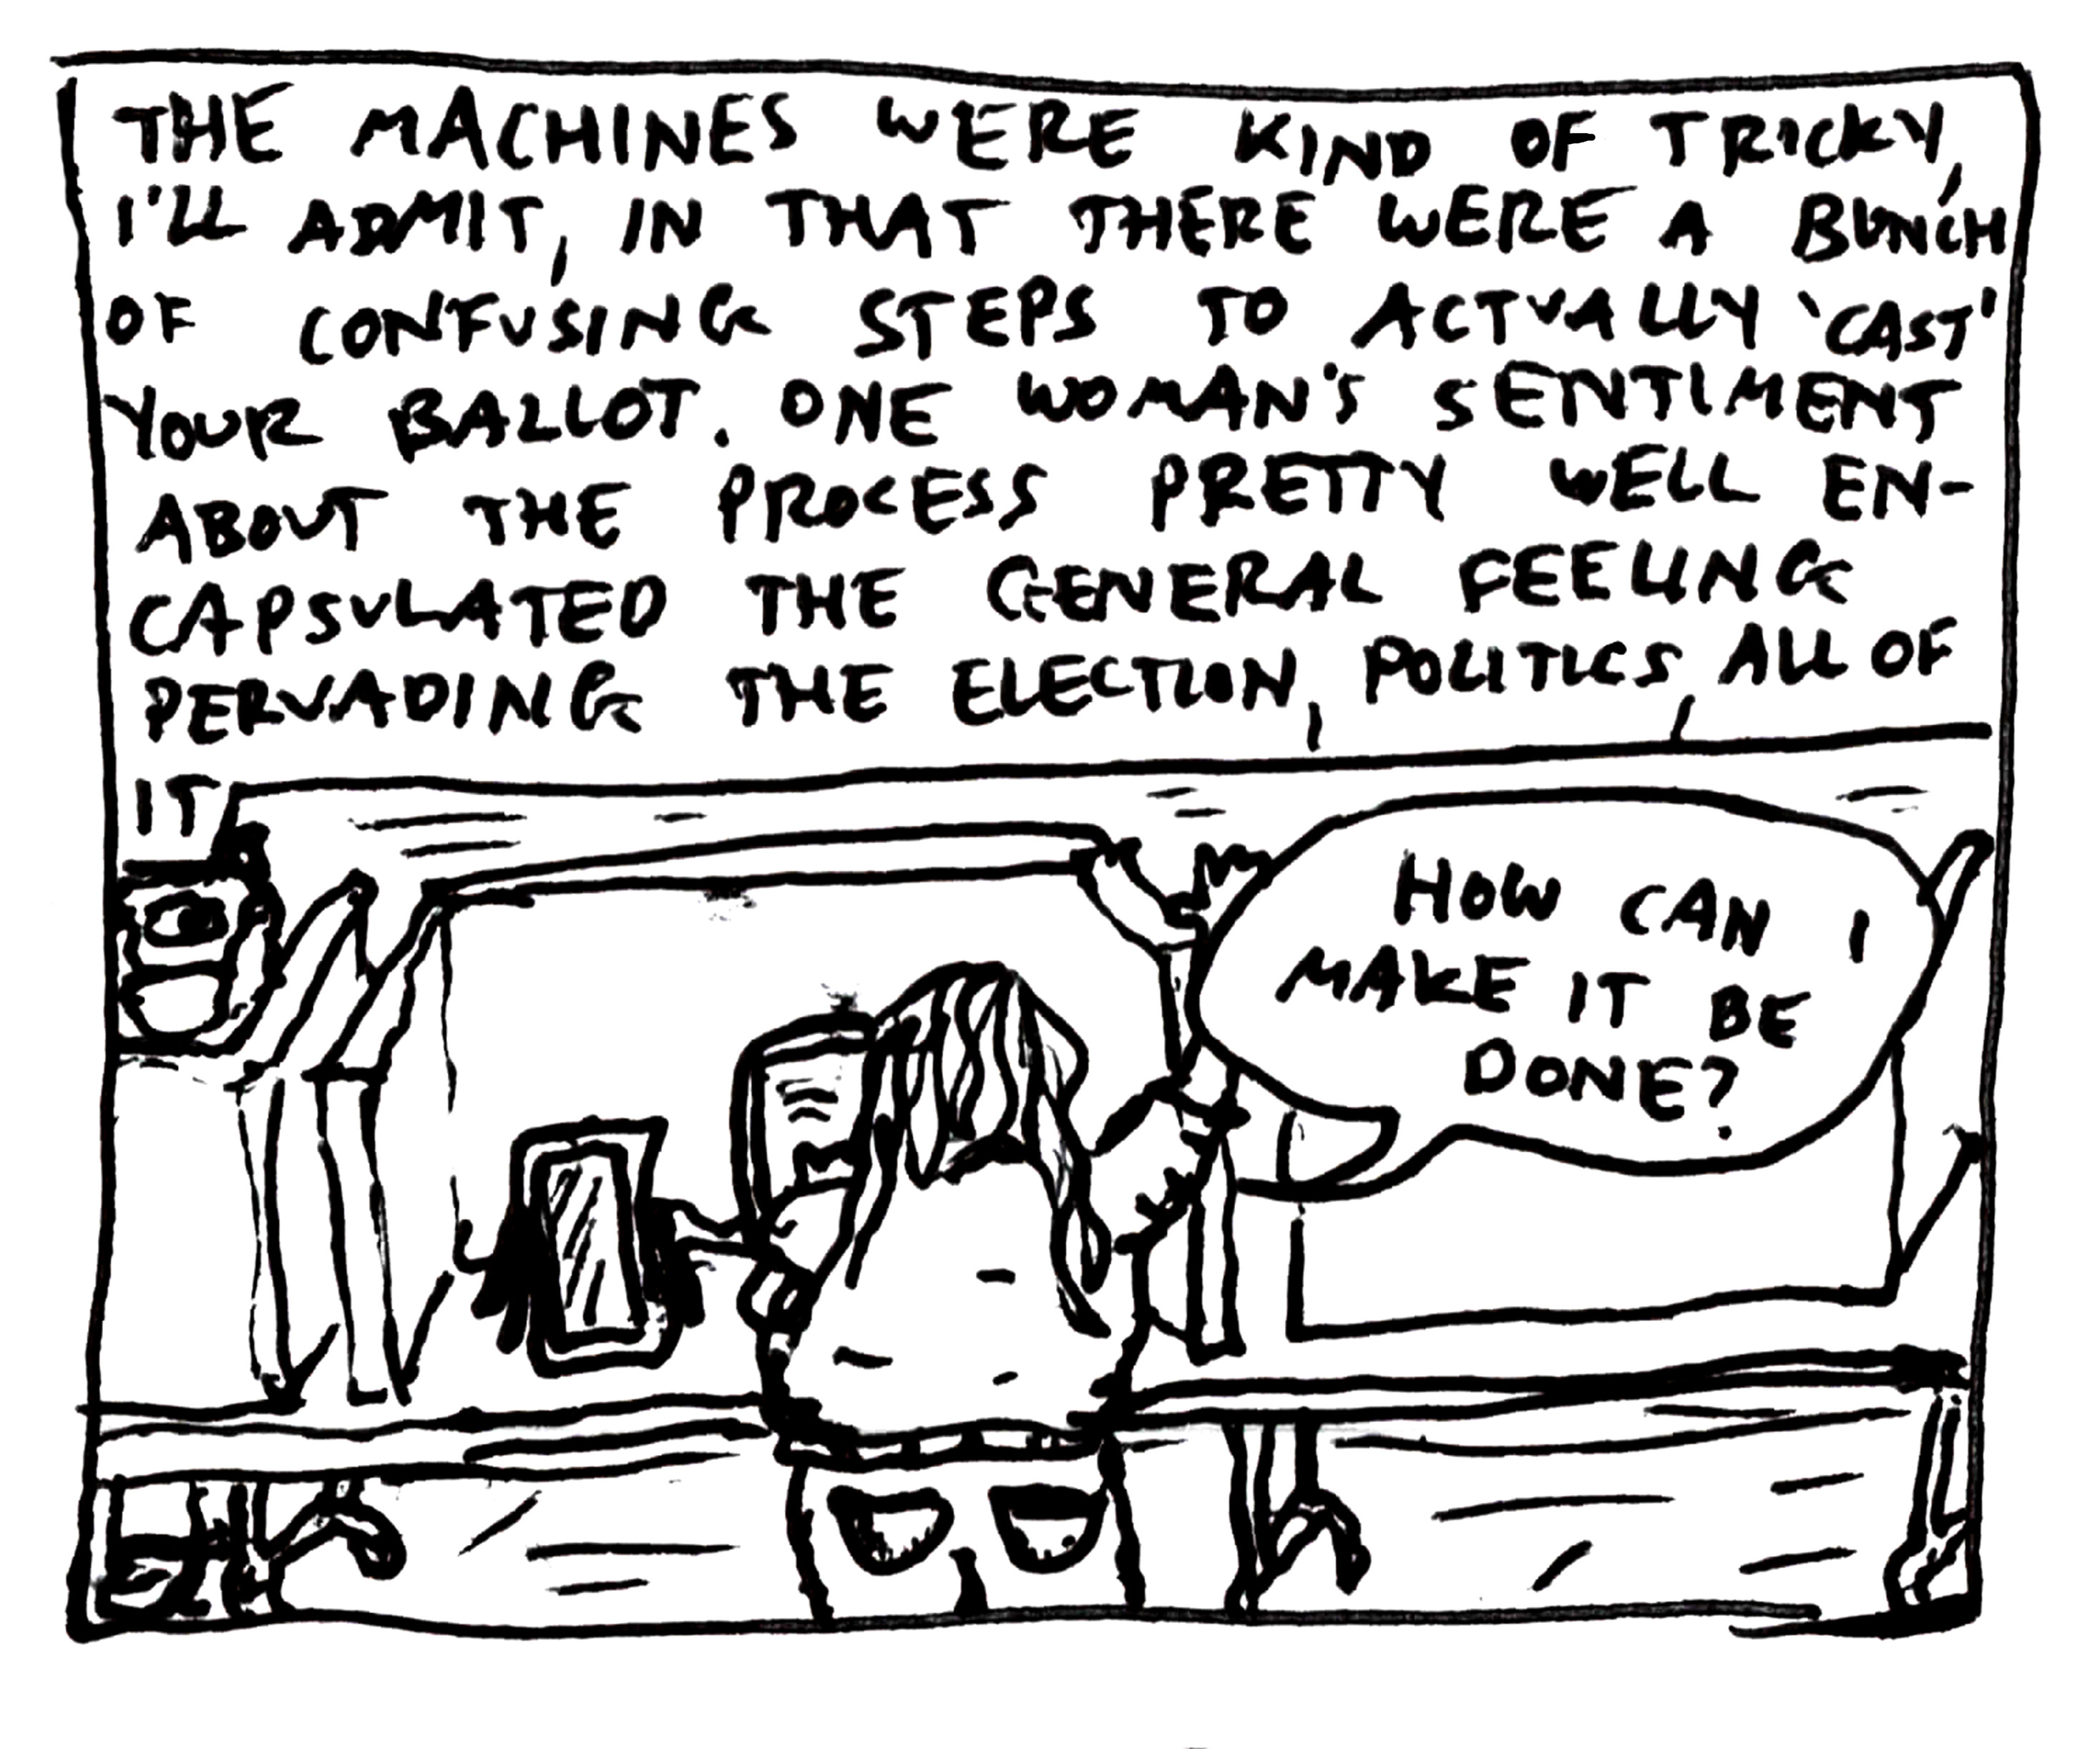 THE MACHINES WERE KIND OF TRICKY,
I'LL ADMIT, IN THAT THERE WERE A BUNCH
OF CONFUSING STEPS TO ACTUALLY 'CAST'
YOUR BALLOT. ONE WOMAN'S SENTIMENT
ABOUT THE PROCESS PRETTY WELL EN-
CAPSULATED THE GENERAL FEELING
PERVADING THE ELECTION, POLITICS, ALL OF
IT
HOW CAN I
MAKE IT BE
DONE?